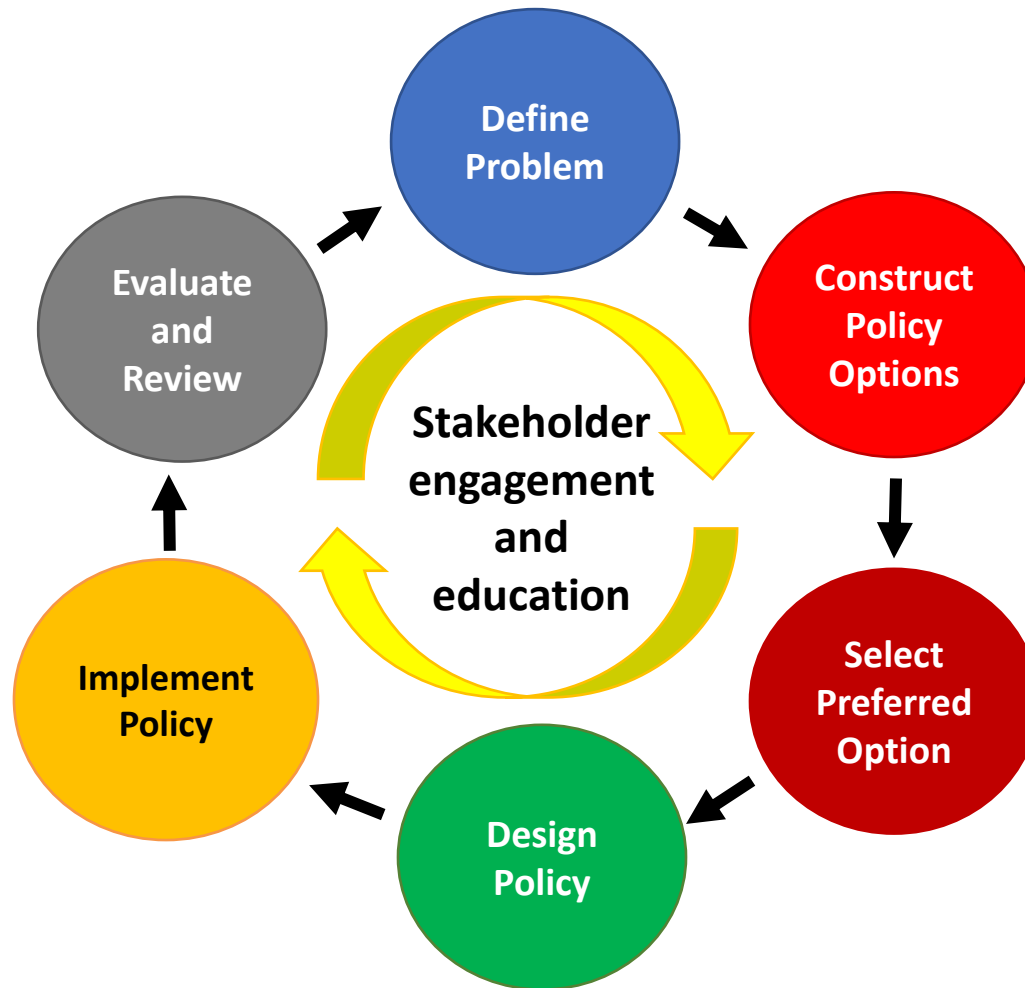 Define
Problem
Construct
Policy
Options
Select
Preferred
Option
Design
Policy
Implement
Policy
Evaluate
and
Review
Stakeholder
engagement
and
education